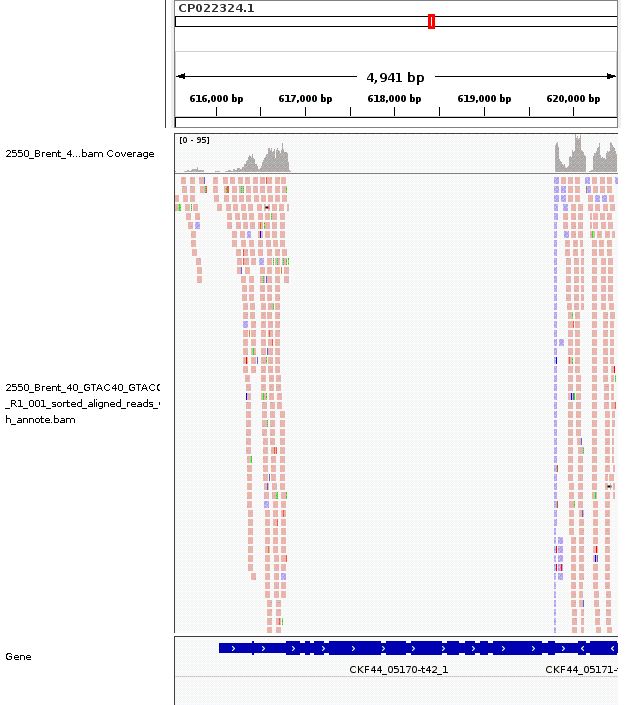 CP022324.1
4,941 bp
616,000 bp 617,000 bp 618,000 bp 619,000 bp 620,000 bp
[0 - 95]
2550_Brent_4...bam Coverage
2550_Brent_40_GTAC40_GTACC
_R1_001_sorted_aligned_reads_
h_annote.bam
Gene
CKF44_05170-t42_1 CKF44_05171-